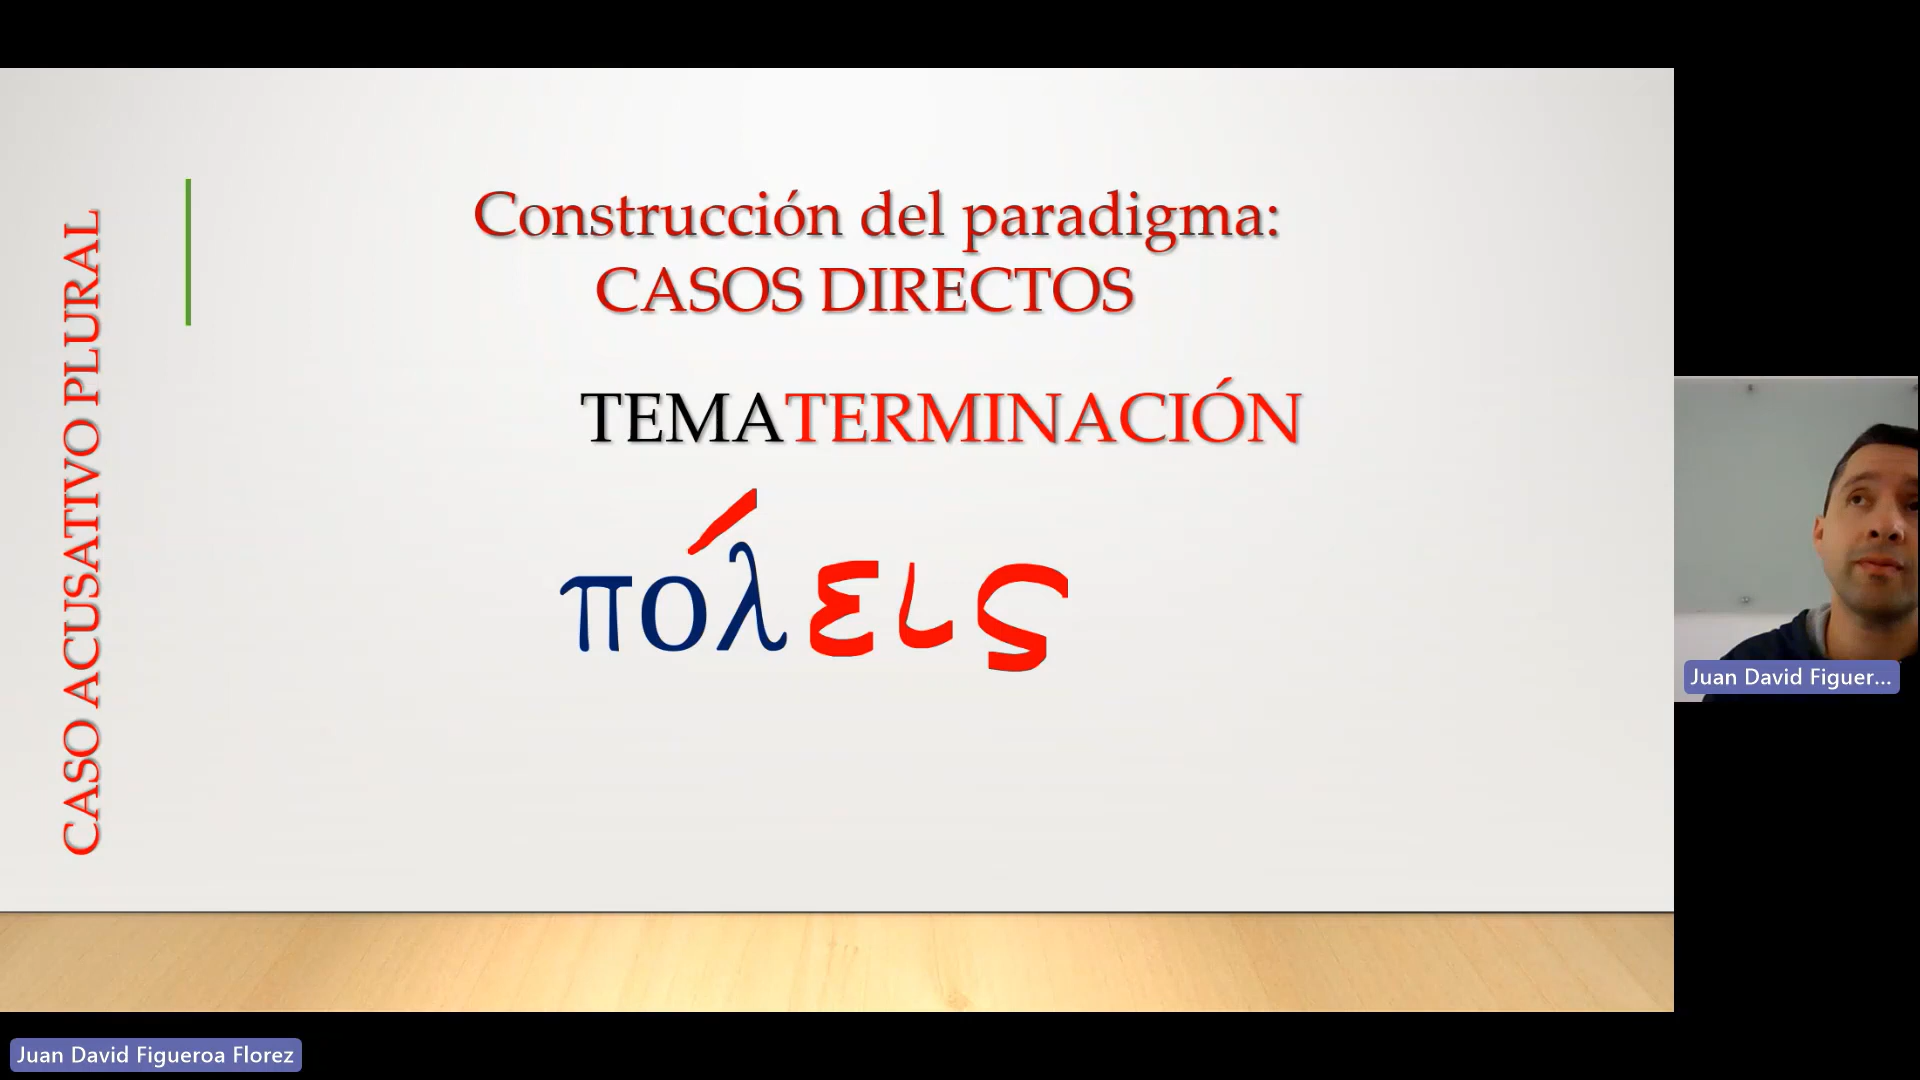 Construcción del paradigma:
CASOS DIRECTOS
CASO ACUSATIVO PLURAL
TEMATERMINACIÓN
πόλεις
Juan David Figuer...
Juan David Figueroa Florez